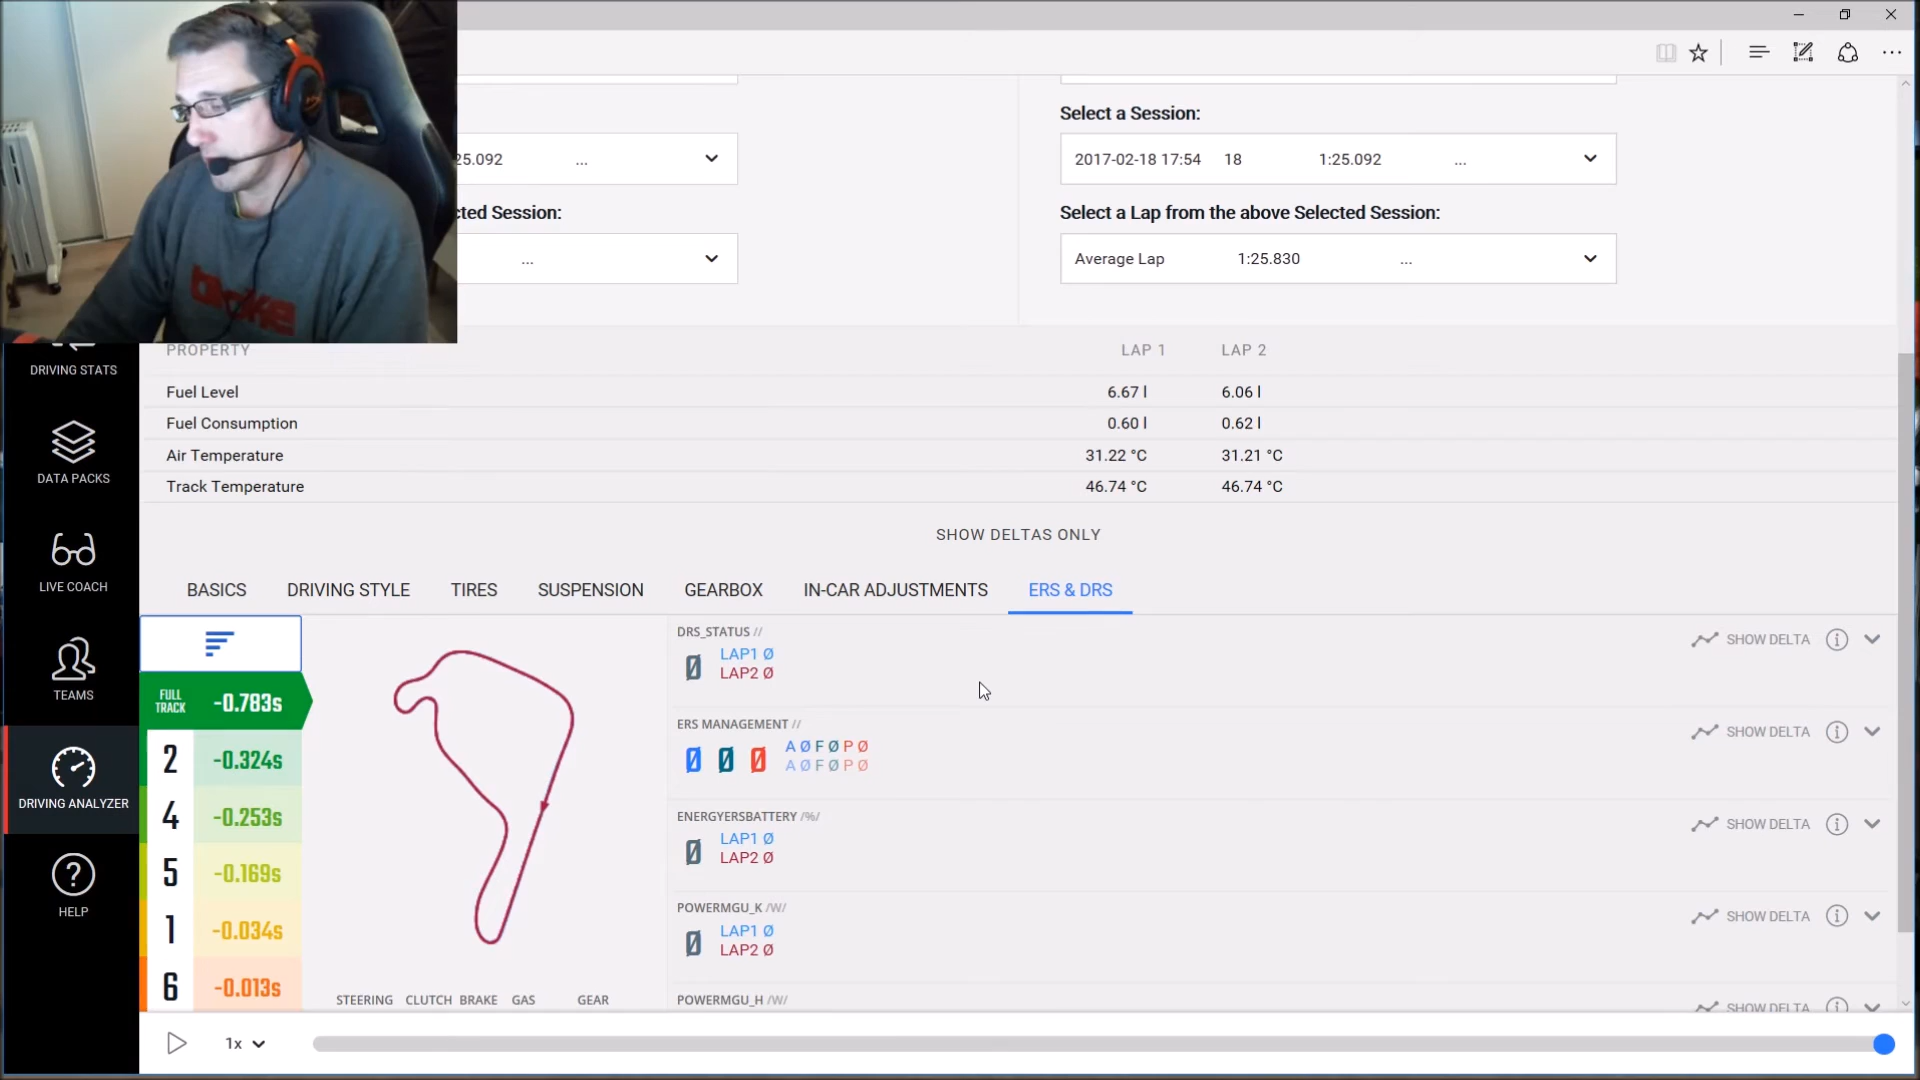 Select a Session:
25.092 ...
2017-02-18 17:54 18 1:25.092 ...
cted Session:
Select a Lap from the above Selected Session:
...
Average Lap 1:25.830 ...
DRIVING STATS
DATA PACKS
LIVE COACH
TEAMS
DRIVING ANALYZER
HELP
PROPERTY LAP 1 LAP 2
Fuel Level 6.67 l 6.06 l
Fuel Consumption 0.60 l 0.62 l
Air Temperature 31.22 °C 31.21 °C
Track Temperature 46.74 °C 46.74 °C
SHOW DELTAS ONLY
BASICS DRIVING STYLE TIRES SUSPENSION GEARBOX IN-CAR ADJUSTMENTS ERS & DRS
FULL TRACK -0.783s
2 -0.324s
4 -0.253s
5 -0.169s
1 -0.034s
6 -0.013s
STEERING CLUTCH BRAKE GAS GEAR
DRS_STATUS //
Ø LAP1 Ø
LAP2 Ø
SHOW DELTA
ERS MANAGEMENT //
Ø Ø Ø A Ø F Ø P Ø
A Ø F Ø P Ø
SHOW DELTA
ENERGYERSBATTERY /%/
Ø LAP1 Ø
LAP2 Ø
SHOW DELTA
POWERMGU_K /W/
Ø LAP1 Ø
LAP2 Ø
SHOW DELTA
POWERMGU_H /W/
SHOW DELTA
1x